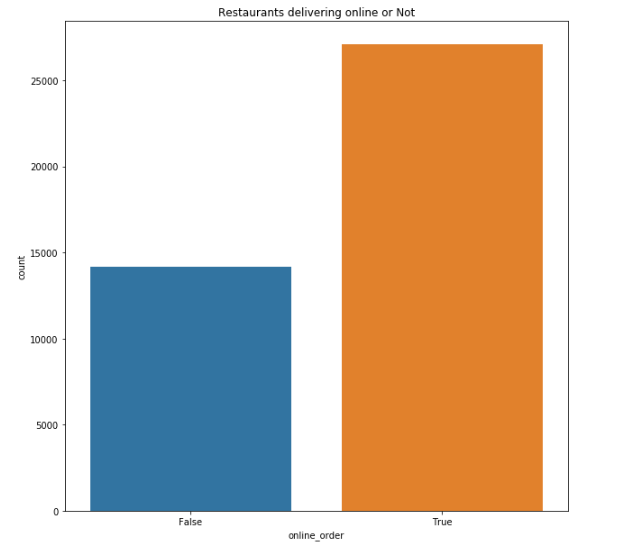 Restaurants delivering online or Not
25000
20000
15000
10000
5000
0
count
False True
online_order